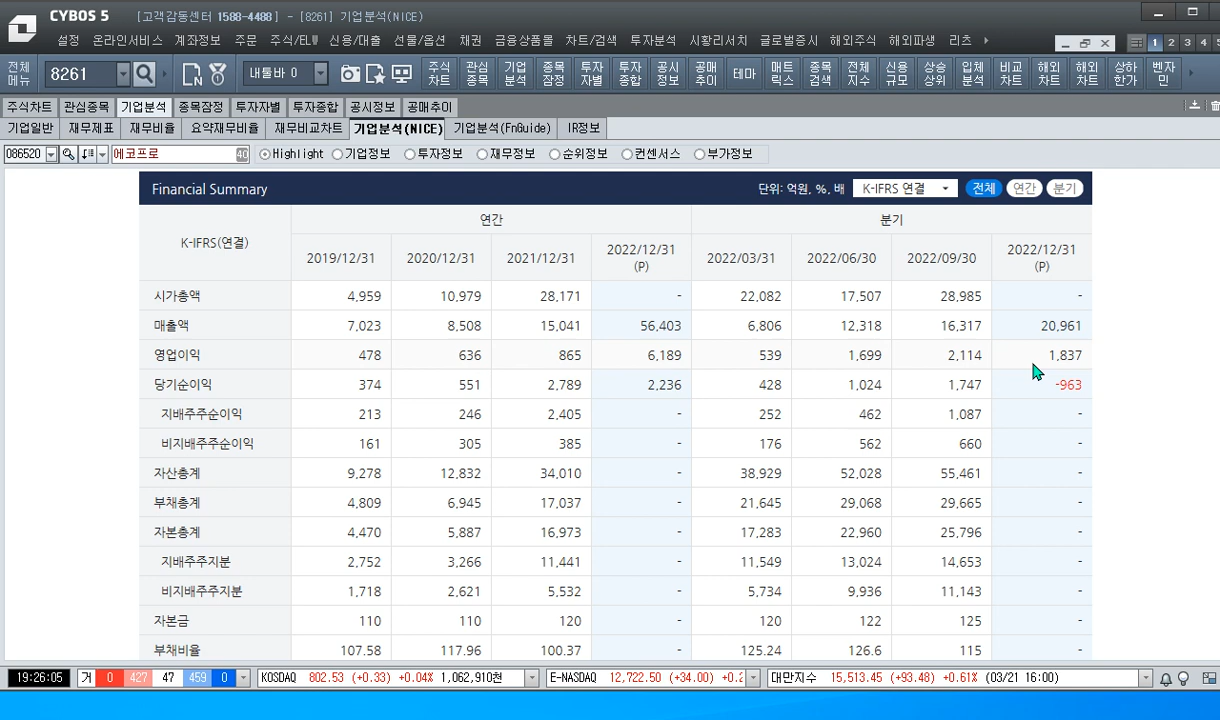 CYBOS 5 [고객감동센터 1588-4488] - [8261] 기업분석(NICE)
설정 온라인서비스 계좌정보 주문 주식/ELW 신용/대출 선물/옵션 채권 금융상품몰 차트/검색 투자분석 시황리서치 글로벌증시 해외주식 해외파생 리츠 1 2 3 4
전체메뉴 8261 내툴바 0 주식차트 관심종목 기업분석 종목잠정 투자자별 투자종합 공시정보 공매추이 테마 매트릭스 종목검색 전체지수 신용규모 상승상위 입체분석 비교차트 해외차트 해외차트 상하한가 벤자민
주식차트 관심종목 기업분석 종목잠정 투자자별 투자종합 공시정보 공매추이
기업일반 재무제표 재무비율 요약재무비율 재무비교차트 기업분석(NICE) 기업분석(FnGuide) IR정보
086520 에코프로 40 Highlight 기업정보 투자정보 재무정보 순위정보 컨센서스 부가정보
Financial Summary 단위: 억원, %, 배 K-IFRS 연결 전체 연간 분기
K-IFRS(연결) 연간 분기
2019/12/31 2020/12/31 2021/12/31 2022/12/31 (P) 2022/03/31 2022/06/30 2022/09/30 2022/12/31 (P)
시가총액 4,959 10,979 28,171 - 22,082 17,507 28,985 -
매출액 7,023 8,508 15,041 56,403 6,806 12,318 16,317 20,961
영업이익 478 636 865 6,189 539 1,699 2,114 1,837
당기순이익 374 551 2,789 2,236 428 1,024 1,747 -963
지배주주순이익 213 246 2,405 - 252 462 1,087 -
비지배주주순이익 161 305 385 - 176 562 660 -
자산총계 9,278 12,832 34,010 - 38,929 52,028 55,461 -
부채총계 4,809 6,945 17,037 - 21,645 29,068 29,665 -
자본총계 4,470 5,887 16,973 - 17,283 22,960 25,796 -
지배주주지분 2,752 3,266 11,441 - 11,549 13,024 14,653 -
비지배주주지분 1,718 2,621 5,532 - 5,734 9,936 11,143 -
자본금 110 110 120 - 120 122 125 -
부채비율 107.58 117.96 100.37 - 125.24 126.6 115 -
19:26:05 거 0 427 47 459 0 KOSDAQ 802.53 (+0.33) +0.04% 1,062,910천 E-NASDAQ 12,722.50 (+34.00) +0.2 대만지수 15,513.45 (+93.48) +0.61% (03/21 16:00)